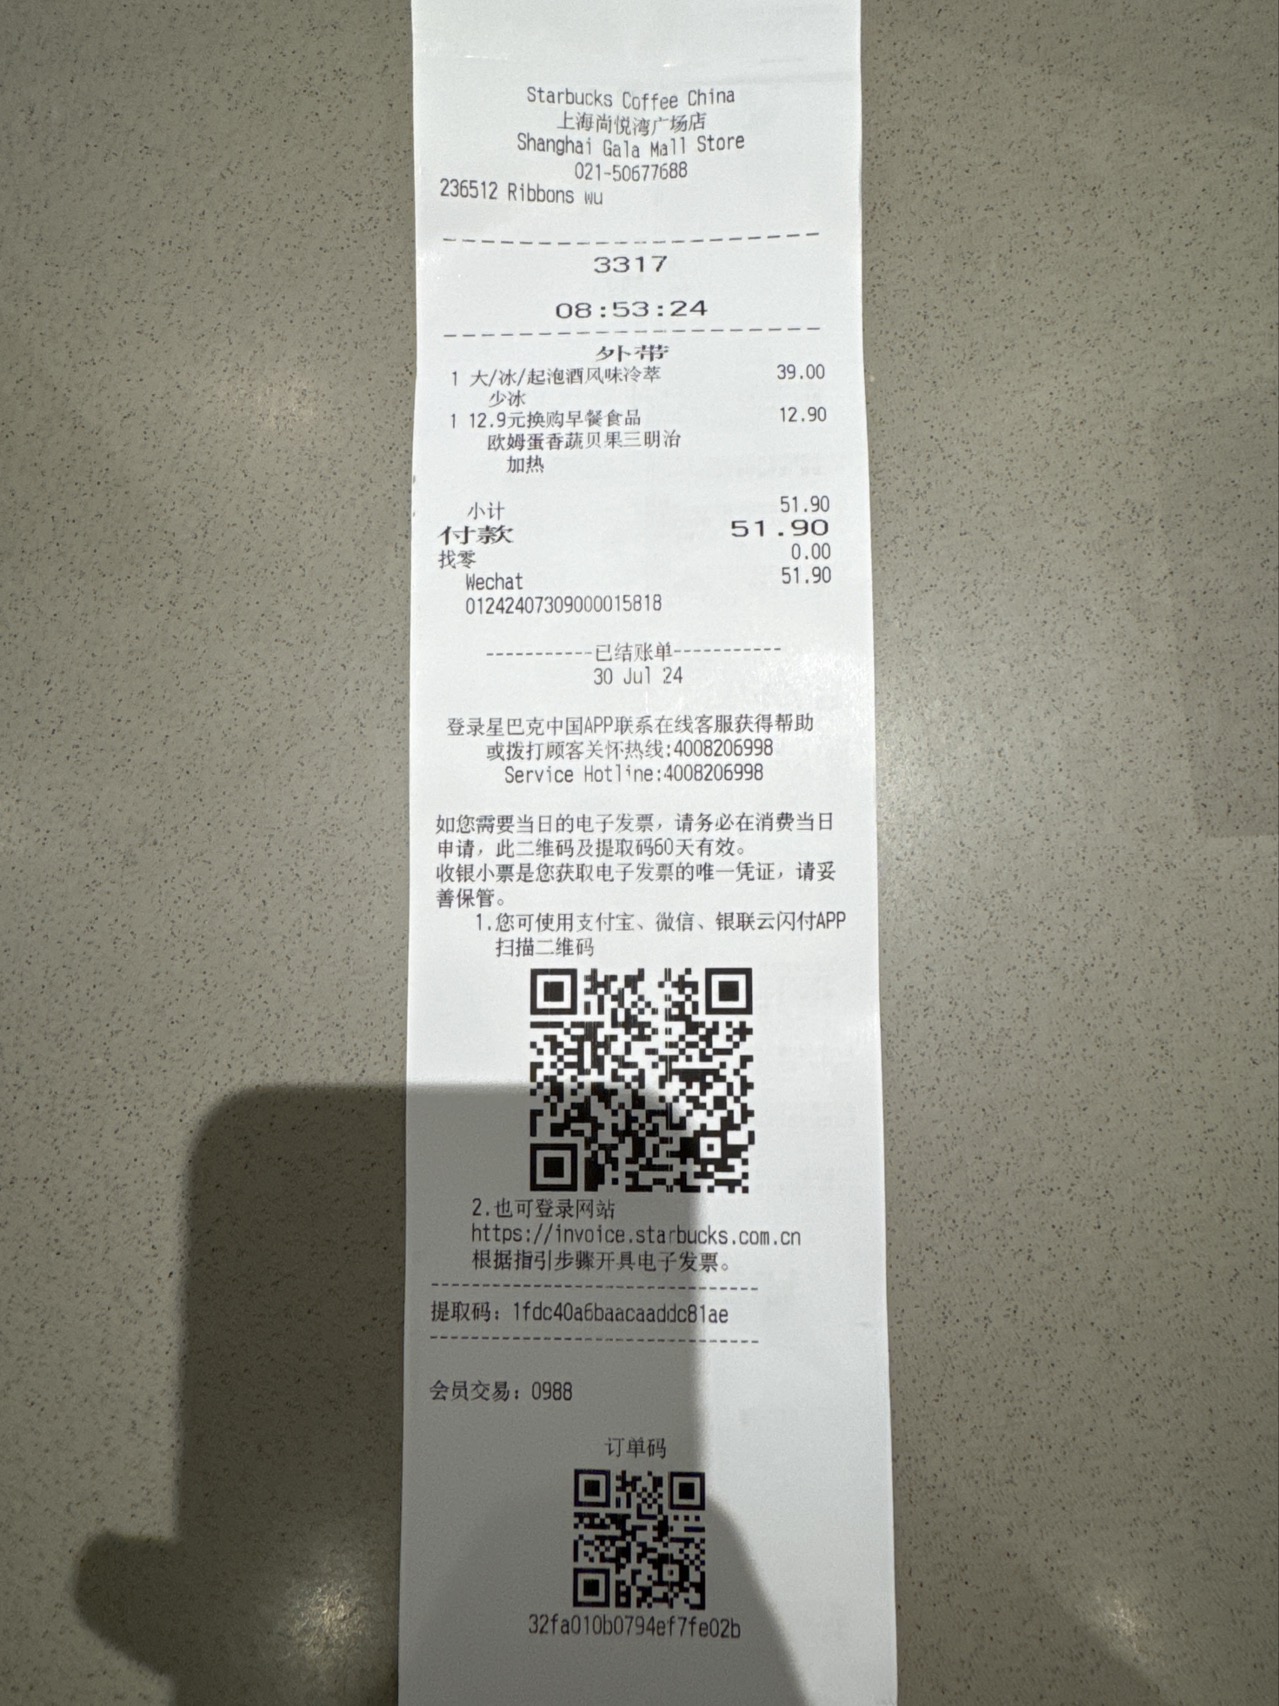 Starbucks Coffee China
上海尚悦湾广场店
Shanghai Gala Mall Store
021-50677688
236512 Ribbons wu
3317
08:53:24
外带
1 大/冰/起泡酒风味冷萃 39.00
少冰
1 12.9元换购早餐食品 12.90
欧姆蛋香蔬贝果三明治
加热
小计 51.90
付款 51.90
找零 0.00
Wechat 51.90
01242407309000015818
-----------已结账单-----------
30 Jul 24
登录星巴克中国APP联系在线客服获得帮助
或拨打顾客关怀热线:4008206998
Service Hotline:4008206998
如您需要当日的电子发票，请务必在消费当日
申请，此二维码及提取码60天有效。
收银小票是您获取电子发票的唯一凭证，请妥
善保管。
1.您可使用支付宝、微信、银联云闪付APP
扫描二维码
2.也可登录网站
https://invoice.starbucks.com.cn
根据指引步骤开具电子发票。
提取码：1fdc40a6baacaaddc81ae
会员交易：0988
订单码
32fa010b0794ef7fe02b